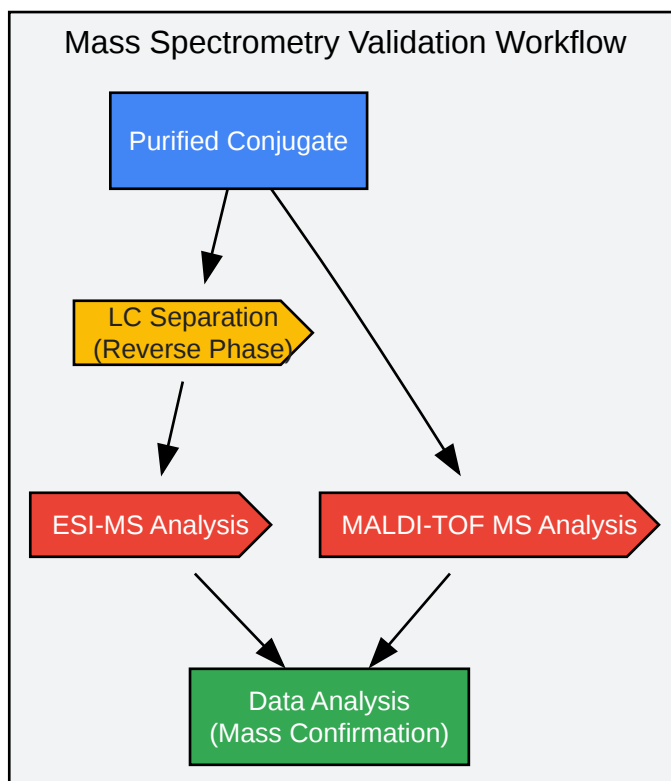 Mass Spectrometry Validation Workflow
Purified Conjugate
LC Separation
(Reverse Phase)
ESI-MS Analysis
MALDI-TOF MS Analysis
Data Analysis
(Mass Confirmation)